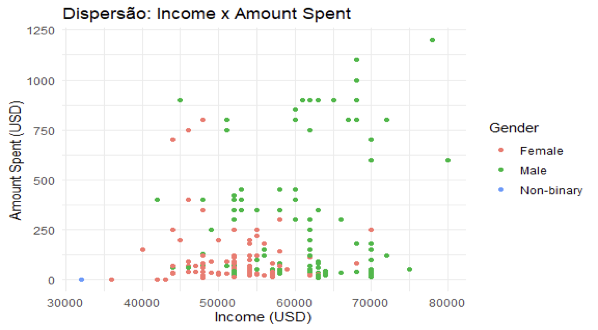 Dispersão: Income x Amount Spent
1250
1000
750
500
250
0
Amount Spent (USD)
30000 40000 50000 60000 70000 80000
Income (USD)
Gender
Female
Male
Non-binary